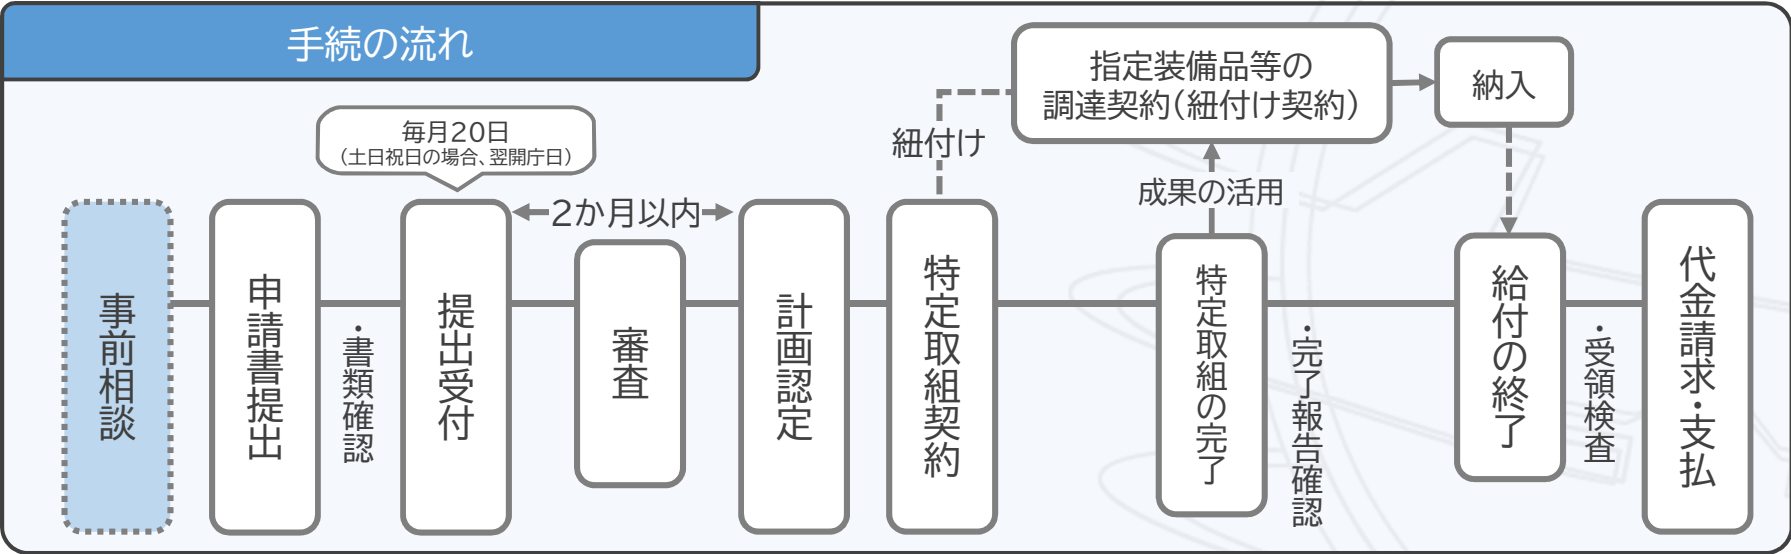 手続の流れ
毎月20日
(土日祝日の場合、翌開庁日)
事前相談
申請書提出
・書類確認
提出受付
2か月以内
審査
計画認定
特定取組契約
紐付け
指定装備品等の
調達契約(紐付け契約)
納入
成果の活用
特定取組の完了
・完了報告確認
給付の終了
・受領検査
代金請求・支払